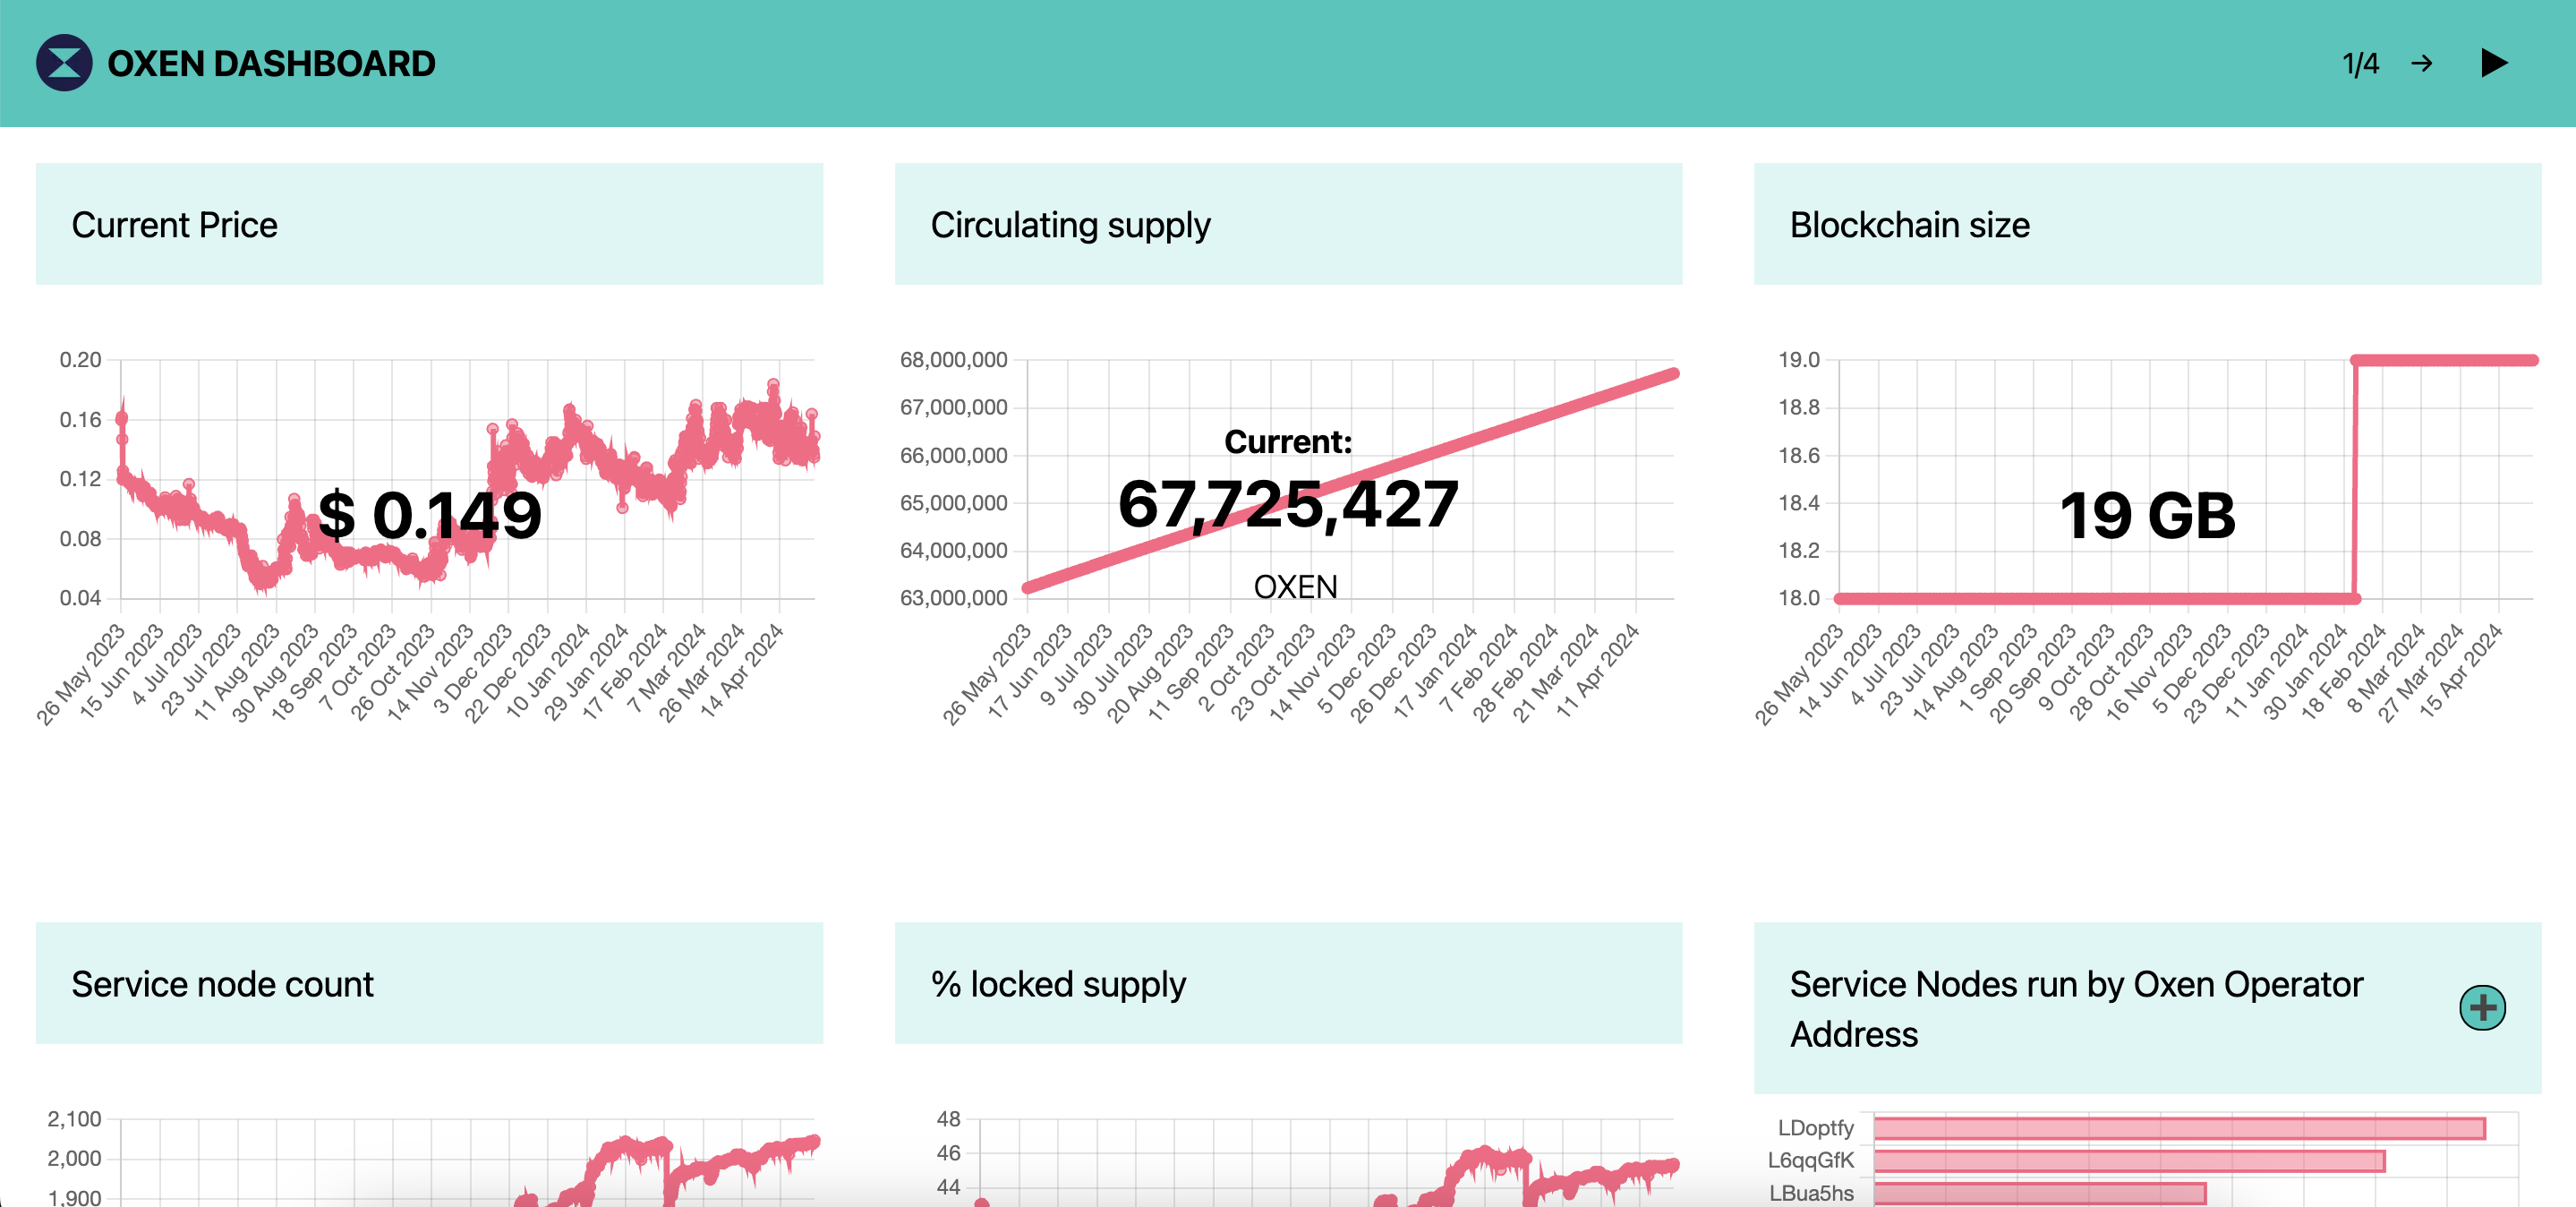 OXEN DASHBOARD
1/4 → ▶
Current Price
0.20
0.16
0.12
0.08
0.04
$ 0.149
26 May 2023
15 Jun 2023
4 Jul 2023
23 Jul 2023
11 Aug 2023
30 Aug 2023
18 Sep 2023
7 Oct 2023
26 Oct 2023
14 Nov 2023
3 Dec 2023
22 Dec 2023
10 Jan 2024
29 Jan 2024
17 Feb 2024
7 Mar 2024
26 Mar 2024
14 Apr 2024
Circulating supply
68,000,000
67,000,000
66,000,000
65,000,000
64,000,000
63,000,000
Current:
67,725,427
OXEN
26 May 2023
17 Jun 2023
9 Jul 2023
30 Jul 2023
20 Aug 2023
11 Sep 2023
2 Oct 2023
23 Oct 2023
14 Nov 2023
5 Dec 2023
26 Dec 2023
17 Jan 2024
7 Feb 2024
28 Feb 2024
21 Mar 2024
11 Apr 2024
Blockchain size
19.0
18.8
18.6
18.4
18.2
18.0
19 GB
26 May 2023
14 Jun 2023
4 Jul 2023
23 Jul 2023
14 Aug 2023
1 Sep 2023
20 Sep 2023
9 Oct 2023
28 Oct 2023
16 Nov 2023
5 Dec 2023
23 Dec 2023
11 Jan 2024
30 Jan 2024
18 Feb 2024
8 Mar 2024
27 Mar 2024
15 Apr 2024
Service node count
2,100
2,000
1,900
% locked supply
48
46
44
Service Nodes run by Oxen Operator
Address
LDoptfy
L6qqGfK
LBua5hs